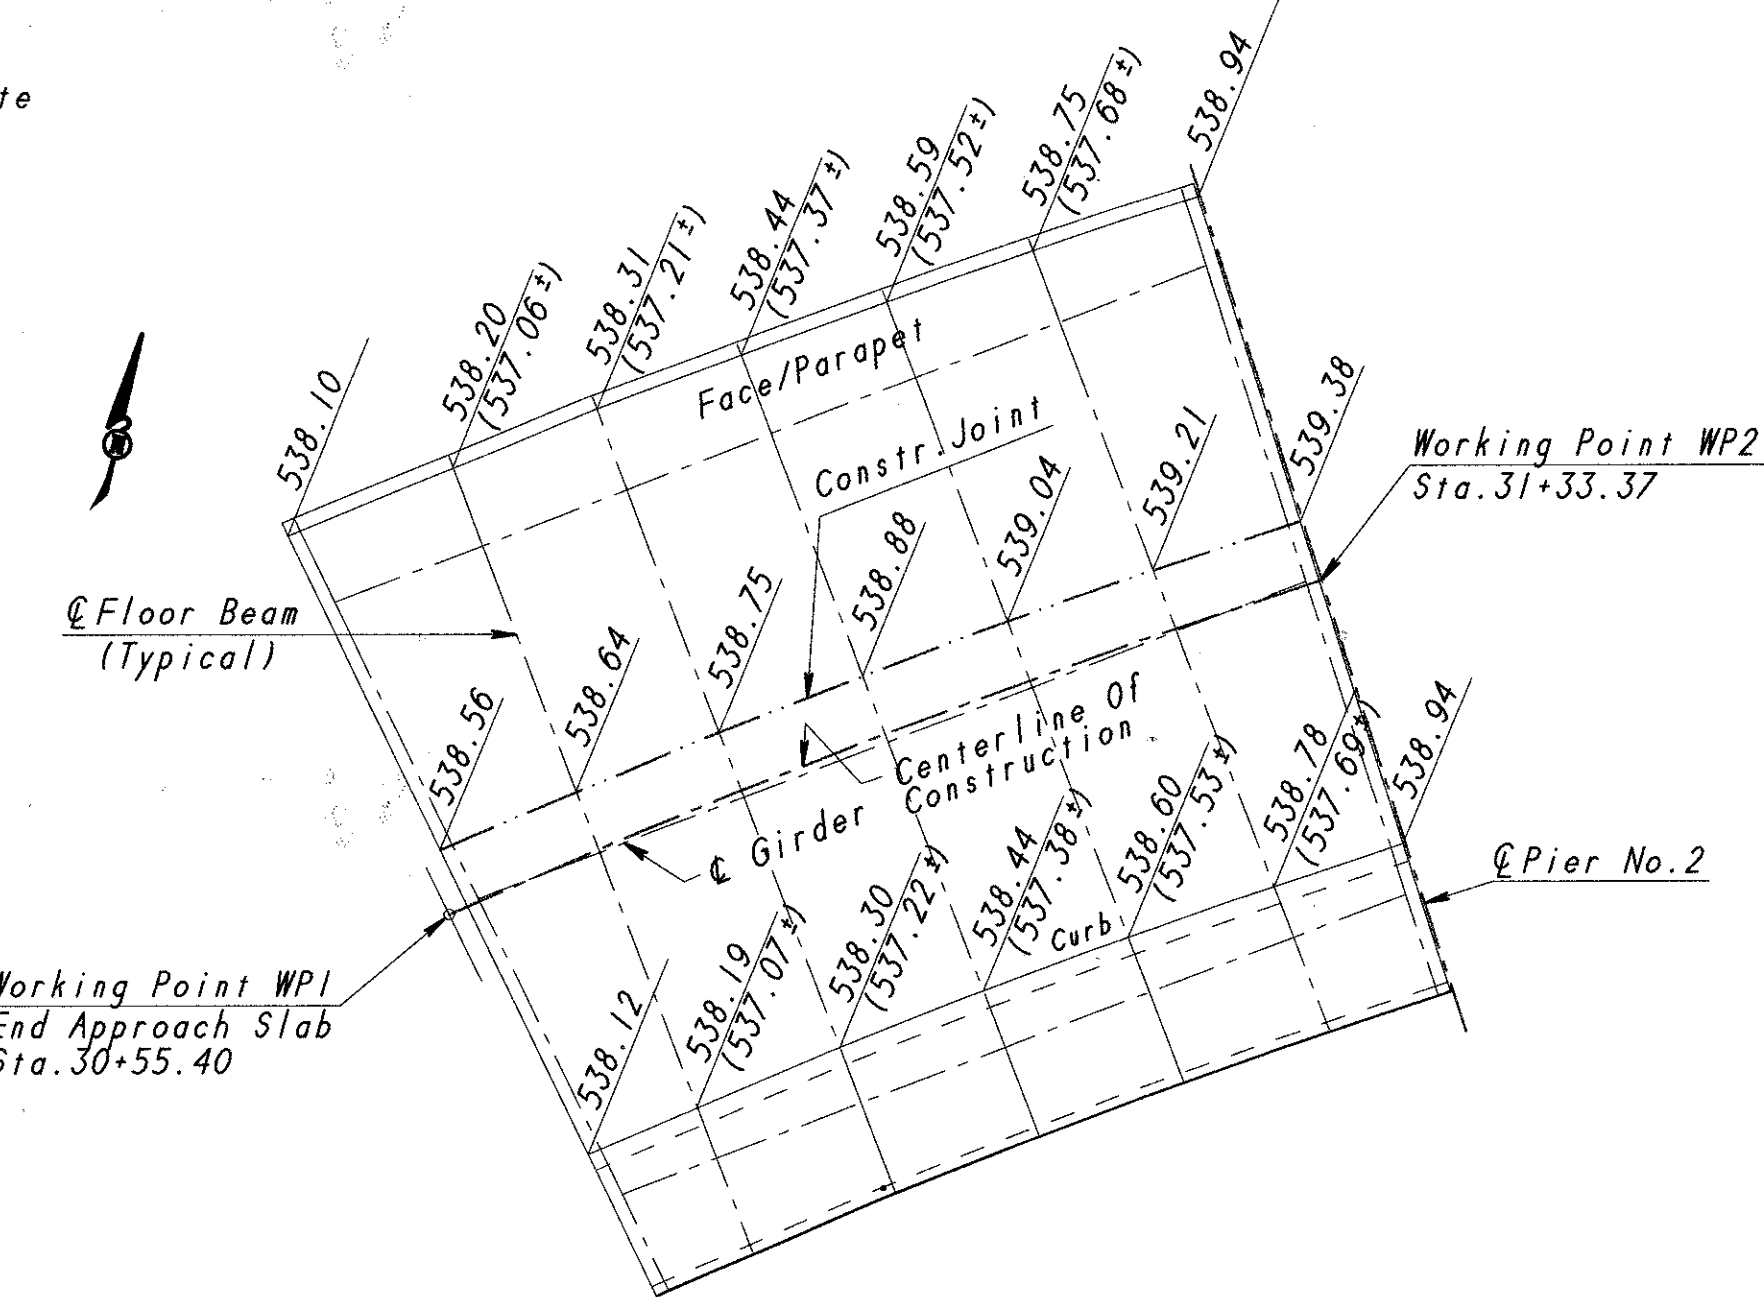 te
538.10
538.20
(537.06±)
538.31
(537.21±)
538.44
(537.37±)
538.59
(537.52±)
538.75
(537.68±)
538.94
Face/Parapet
Constr. Joint
538.56
538.64
538.75
538.88
539.04
539.21
539.38
Working Point WP2
Sta.31+33.37
℄ Floor Beam
(Typical)
Centerline Of
Construction
℄ Girder
538.12
538.19
(537.07±)
538.30
(537.22±)
538.44
(537.38±)
538.60
(537.53±)
538.78
(537.69±)
538.94
Curb
℄ Pier No.2
Working Point WP1
End Approach Slab
Sta.30+55.40